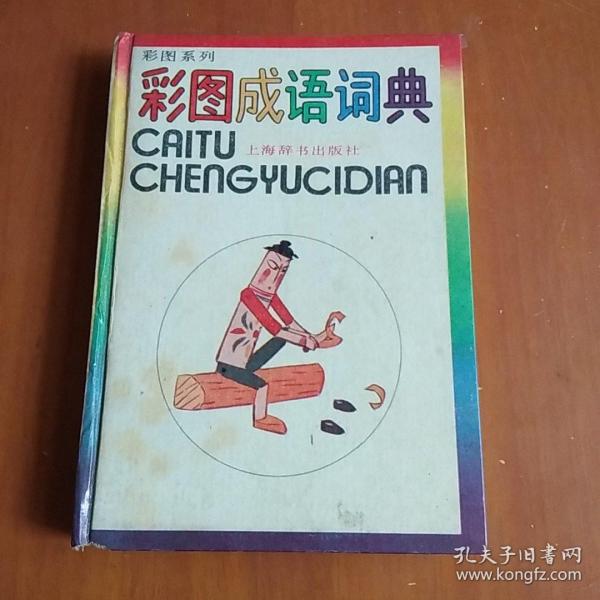 彩图系列
彩图成语词典
CAITU 上海辞书出版社
CHENGYUCIDIAN
孔夫子旧书网
www.kongfz.com